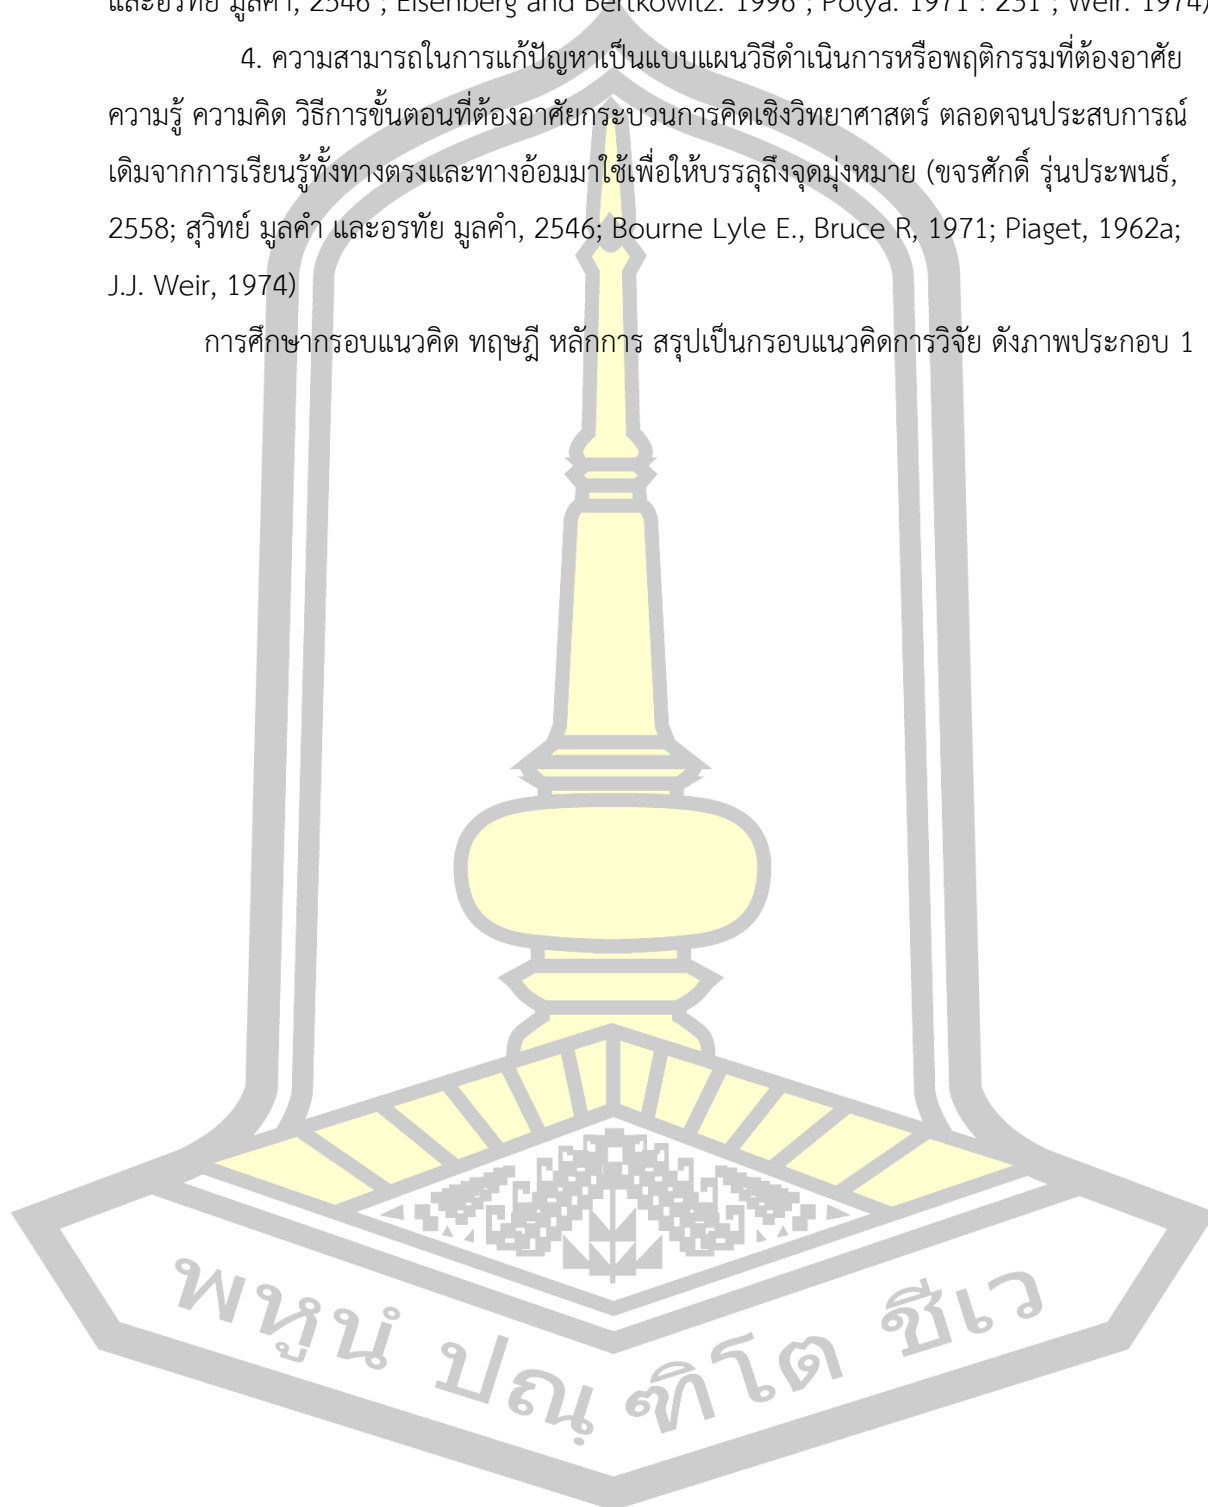 และอรทัย มูลคำ, 2546 ; Eisenberg and Bertkowitz. 1996 ; Polya. 1971 : 231 ; Weir. 1974)
4. ความสามารถในการแก้ปัญหาเป็นแบบแผนวิธีดำเนินการหรือพฤติกรรมที่ต้องอาศัย
ความรู้ ความคิด วิธีการขั้นตอนที่ต้องอาศัยกระบวนการคิดเชิงวิทยาศาสตร์ ตลอดจนประสบการณ์
เดิมจากการเรียนรู้ทั้งทางตรงและทางอ้อมมาใช้เพื่อให้บรรลุถึงจุดมุ่งหมาย (ขจรศักดิ์ รุ่นประพนธ์,
2558; สุวิทย์ มูลคำ และอรทัย มูลคำ, 2546; Bourne Lyle E., Bruce R, 1971; Piaget, 1962a;
J.J. Weir, 1974)
การศึกษากรอบแนวคิด ทฤษฎี หลักการ สรุปเป็นกรอบแนวคิดการวิจัย ดังภาพประกอบ 1
พหูนํ ปณฺฑิโต ชีเว